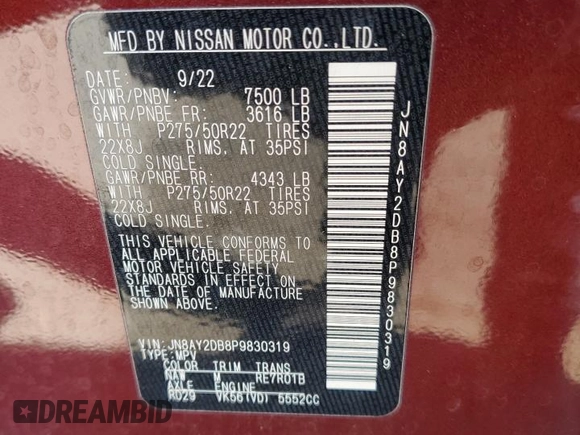 MFD BY NISSAN MOTOR CO.,LTD.
DATE: 9/22
GVWR/PNBV: 7500 LB
GAWR/PNBE FR: 3616 LB
WITH P275/50R22 TIRES
22X8J RIMS, AT 35PSI
COLD SINGLE.
GAWR/PNBE RR: 4343 LB
WITH P275/50R22 TIRES
22X8J RIMS, AT 35PSI
COLD SINGLE.
THIS VEHICLE CONFORMS TO
ALL APPLICABLE FEDERAL
MOTOR VEHICLE SAFETY
STANDARDS IN EFFECT ON
THE DATE OF MANUFACTURE
SHOWN ABOVE.
VIN: JN8AY2DB8P9830319
TYPE: MPV
COLOR TRIM TRANS
NAW M RE7R01B
AXLE ENGINE
RD29 VK56(VD) 5552CC
JN8AY2DB8P9830319
DREAMBID